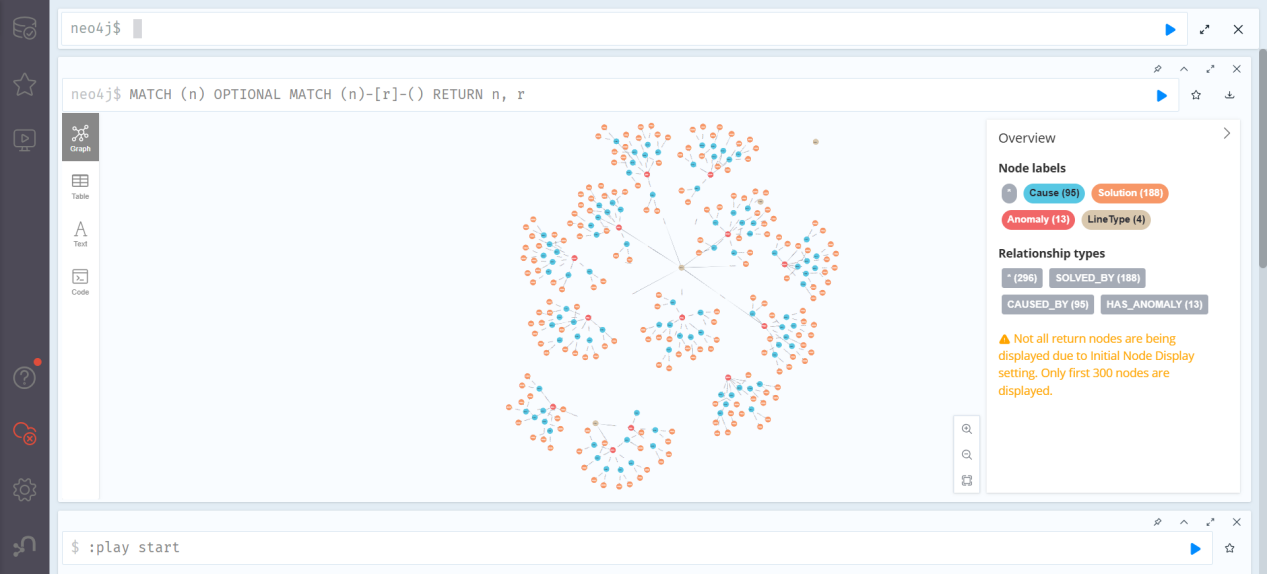 neo4j$
neo4j$ MATCH (n) OPTIONAL MATCH (n)-[r]-() RETURN n, r
Graph
Table
Text
Code
Overview
Node labels
* Cause (95) Solution (188)
Anomaly (13) LineType (4)
Relationship types
* (296) SOLVED_BY (188)
CAUSED_BY (95) HAS_ANOMALY (13)
Not all return nodes are being
displayed due to Initial Node Display
setting. Only first 300 nodes are
displayed.
$ :play start